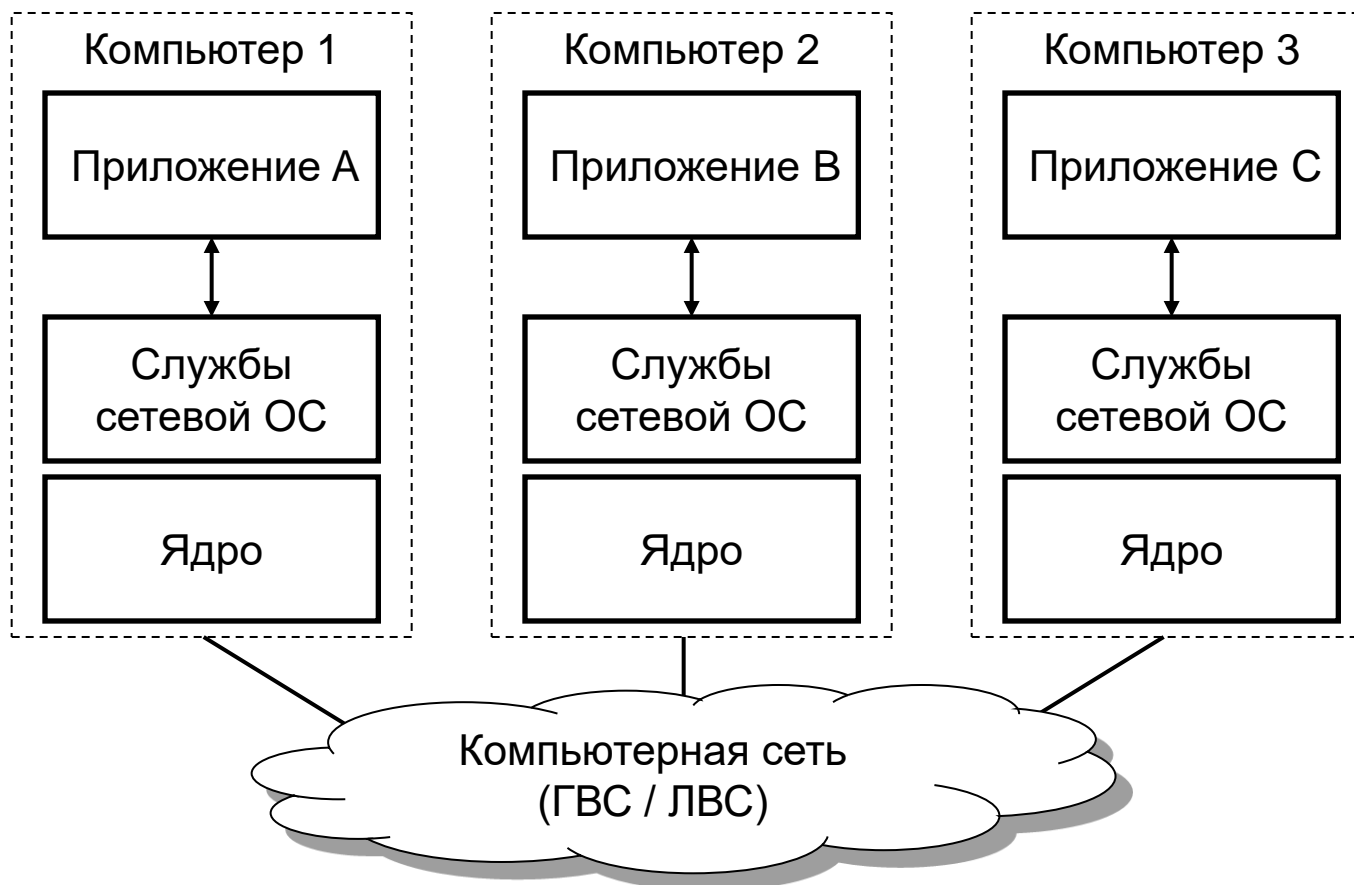 Компьютер 1
Приложение A
Службы
сетевой ОС
Ядро
Компьютер 2
Приложение B
Службы
сетевой ОС
Ядро
Компьютер 3
Приложение C
Службы
сетевой ОС
Ядро
Компьютерная сеть
(ГВС / ЛВС)